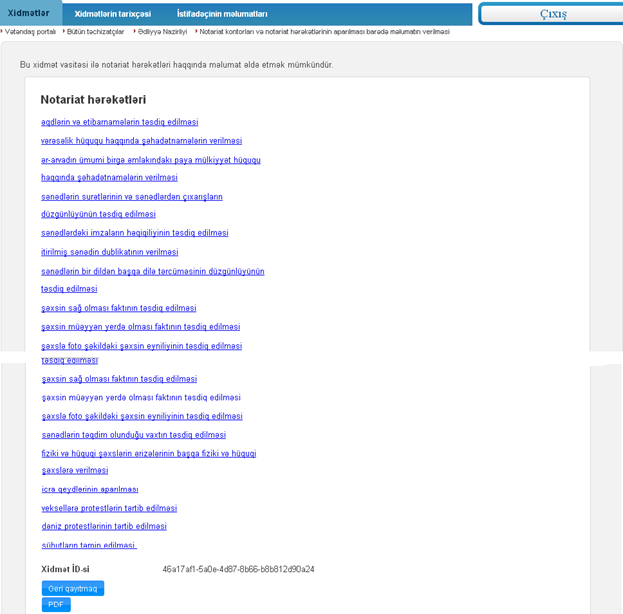 Xidmətlər Xidmətlərin tarixçəsi İstifadəçinin məlumatları Çıxış
Vətəndaş portalı Bütün təchizatçılar Ədliyyə Nazirliyi Notariat kontorları və notariat hərəkətlərinin aparılması barədə məlumatın verilməsi
Bu xidmət vasitəsi ilə notariat hərəkətləri haqqında məlumat əldə etmək mümkündür.
Notariat hərəkətləri
əqdlərin və etibarnamələrin təsdiq edilməsi
vərəsəlik hüququ haqqında şəhadətnamələrin verilməsi
ər-arvadın ümumi birgə əmlakındakı paya mülkiyyət hüququ
haqqında şəhadətnamələrin verilməsi
sənədlərin surətlərinin və sənədlərdən çıxarışların
düzgünlüyünün təsdiq edilməsi
sənədlərdəki imzaların həqiqiliyinin təsdiq edilməsi
itirilmiş sənədin dublikatının verilməsi
sənədlərin bir dildən başqa dilə tərcüməsinin düzgünlüyünün
təsdiq edilməsi
şəxsin sağ olması faktının təsdiq edilməsi
şəxsin müəyyən yerdə olması faktının təsdiq edilməsi
şəxslə foto şəkildəki şəxsin eyniliyinin təsdiq edilməsi
təsdiq edilməsi
şəxsin sağ olması faktının təsdiq edilməsi
şəxsin müəyyən yerdə olması faktının təsdiq edilməsi
şəxslə foto şəkildəki şəxsin eyniliyinin təsdiq edilməsi
sənədlərin təqdim olunduğu vaxtın təsdiq edilməsi
fiziki və hüquqi şəxslərin ərizələrinin başqa fiziki və hüquqi
şəxslərə verilməsi
icra qeydlərinin aparılması
veksellərə protestlərin tərtib edilməsi
dəniz protestlərinin tərtib edilməsi
sübutların təmin edilməsi.
Xidmət İD-si 46a17af1-5a0e-4d87-8b66-b8b812d90a24
Geri qayıtmaq
PDF